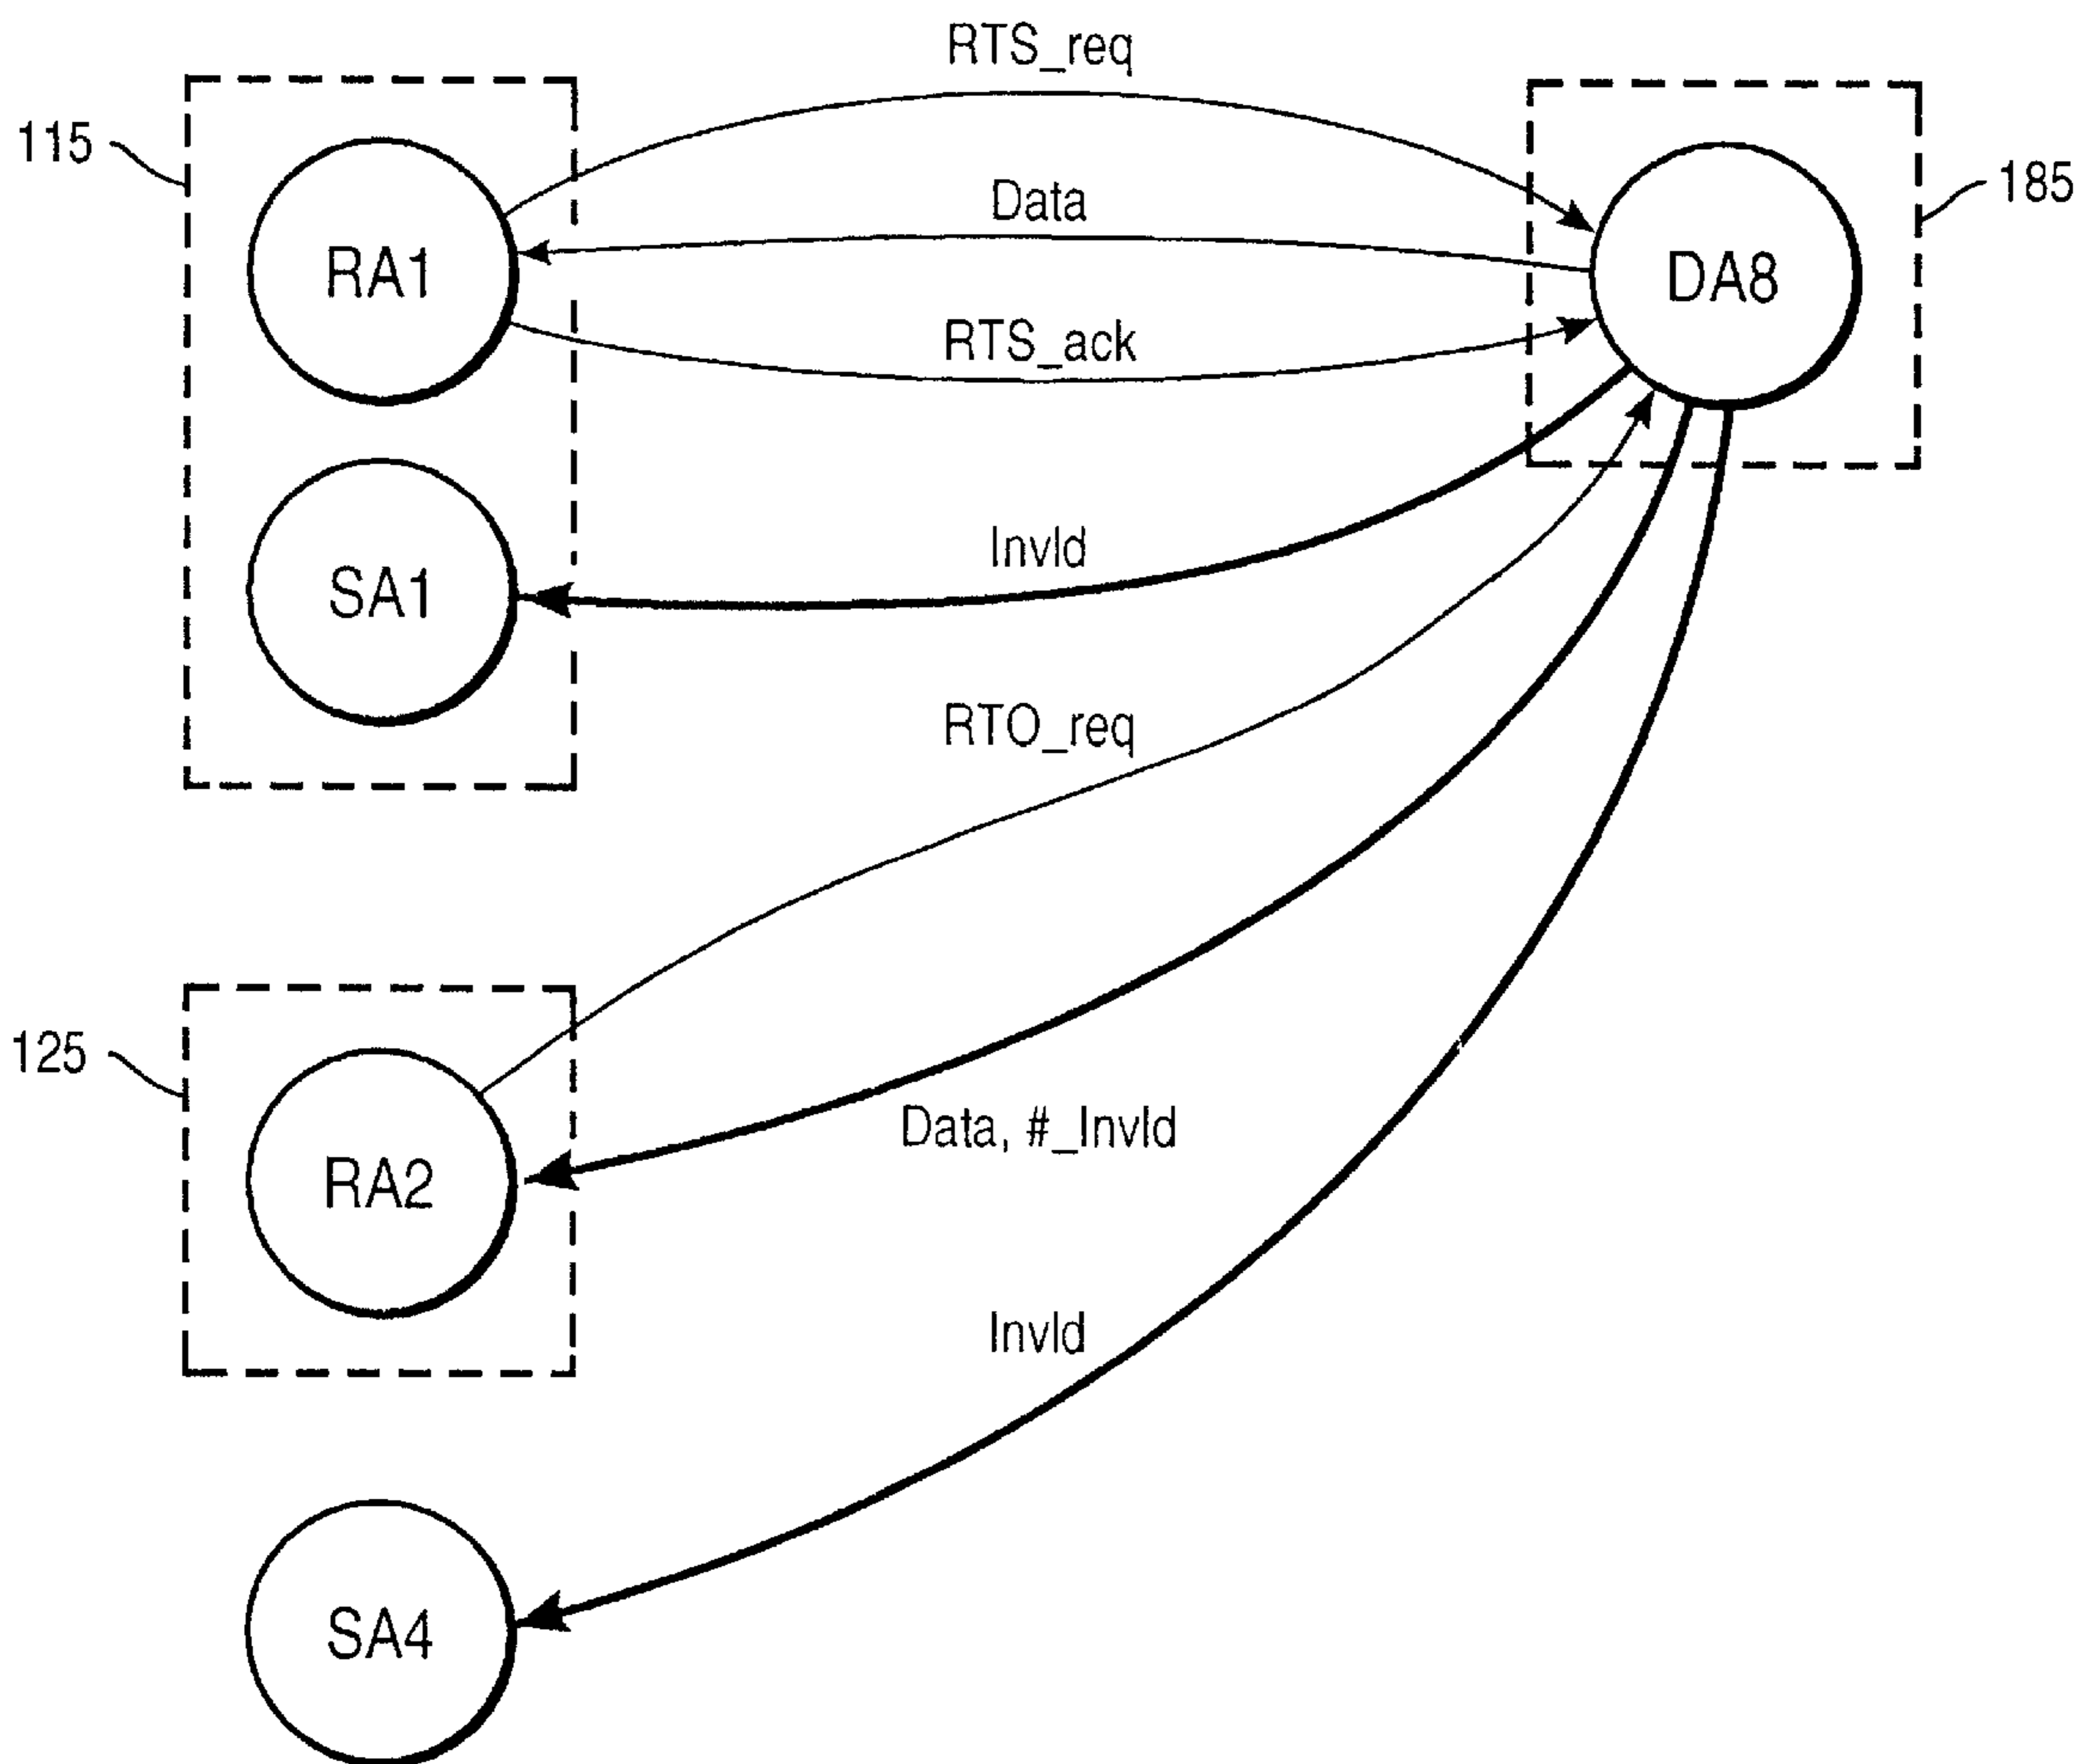 RTS_req
115
185
Data
RA1
DA8
RTS_ack
Invld
SA1
RTO_req
125
Data, #_Invld
RA2
Invld
SA4